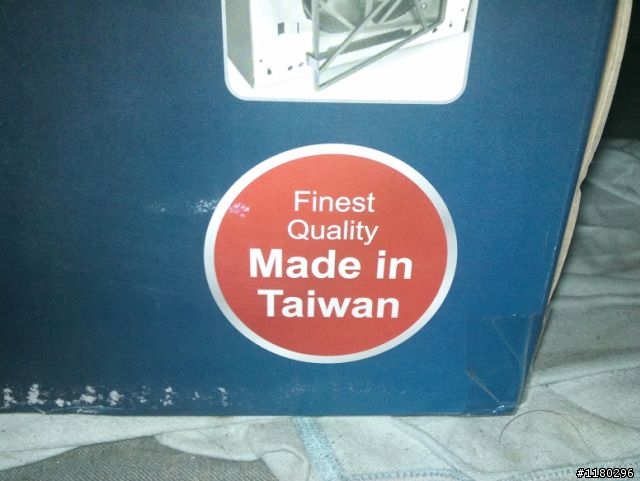 Finest
Quality
Made in
Taiwan
#1180296